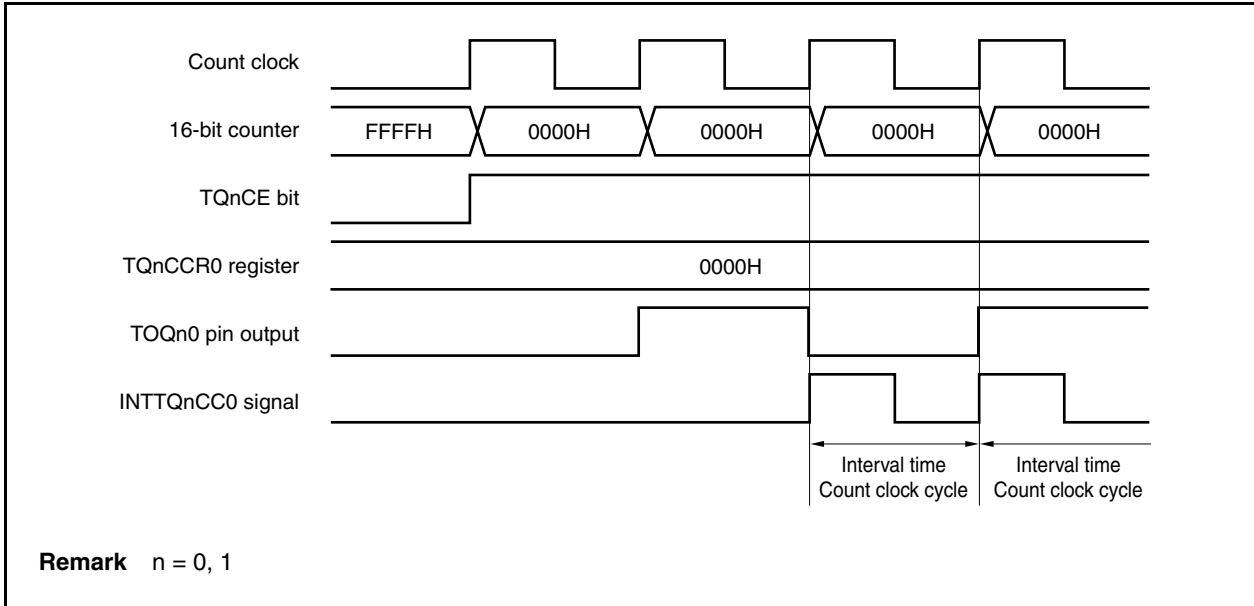 Count clock
16-bit counter
FFFFH
0000H
0000H
0000H
0000H
TQnCE bit
TQnCCR0 register
0000H
TOQn0 pin output
INTTQnCC0 signal
Interval time
Count clock cycle
Interval time
Count clock cycle
Remark n = 0, 1